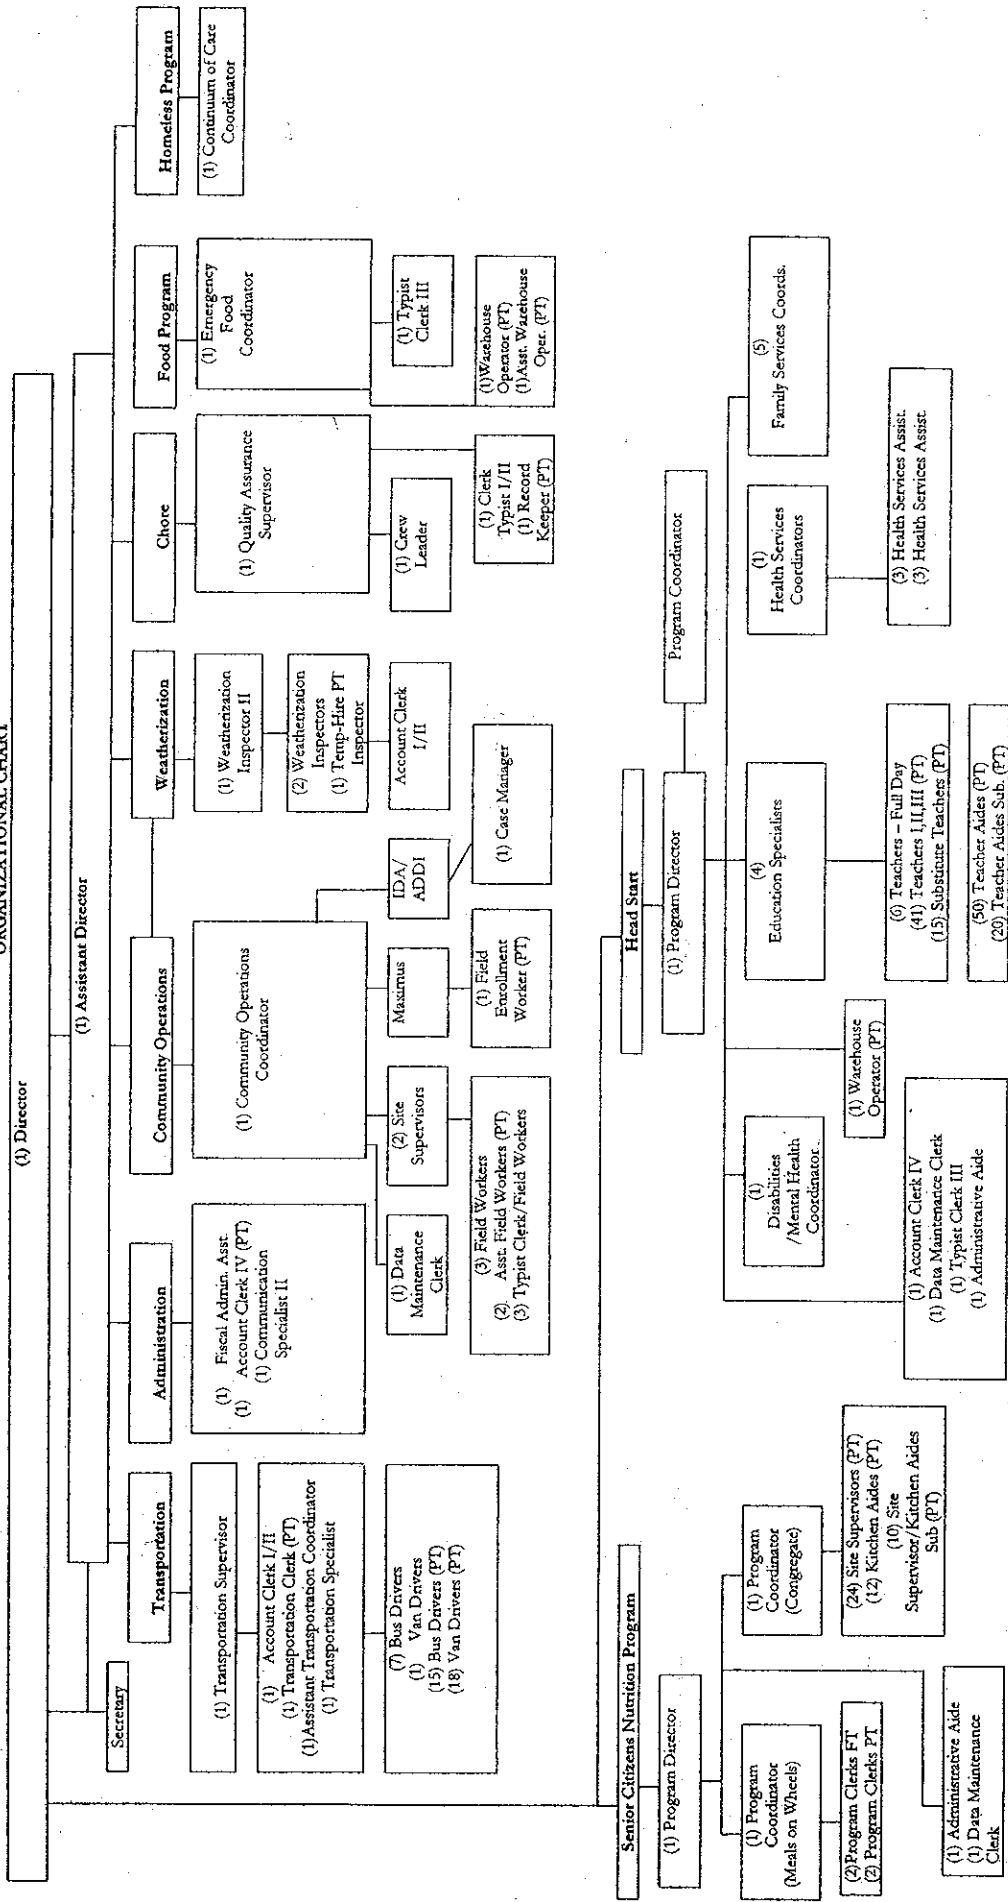 ORGANIZATIONAL CHART
(1) Director
(1) Assistant Director
Secretary
Transportation
(1) Transportation Supervisor
(1) Account Clerk I/II
(1) Transportation Clerk (PT)
(1)Assistant Transportation Coordinator
(1) Transportation Specialist
(7) Bus Drivers
(1) Van Drivers
(15) Bus Drivers (PT)
(18) Van Drivers (PT)
Administration
(1) Fiscal Admin. Asst.
(1) Account Clerk IV (PT)
(1) Communication
Specialist II
Community Operations
(1) Community Operations
Coordinator
(1) Data
Maintenance
Clerk
(2) Site
Supervisors
(3) Field Workers
(2). Asst. Field Workers (PT)
(3) Typist Clerk/Field Workers
Maximus
(1) Field
Enrollment
Worker (PT)
IDA/
ADDI
(1) Case Manager
Weatherization
(1) Weatherization
Inspector II
(2) Weatherization
Inspectors
(1) Temp-Hire PT
Inspector
Account Clerk
I/II
Chore
(1) Quality Assurance
Supervisor
(1) Crew
Leader
(1) Clerk
Typist I/II
(1) Record
Keeper (PT)
Food Program
(1) Emergency
Food
Coordinator
(1) Typist
Clerk III
(1)Warehouse
Operator (PT)
(1)Asst. Warehouse
Oper. (PT)
Homeless Program
(1) Continuum of Care
Coordinator
Senior Citizens Nutrition Program
(1) Program Director
(1) Program
Coordinator
(Meals on Wheels)
(2)Program Clerks FT
(2) Program Clerks PT
(1) Program
Coordinator
(Congregate)
(24) Site Supervisors (PT)
(12) Kitchen Aides (PT)
(10) Site
Supervisor/Kitchen Aides
Sub (PT)
(1) Administrative Aide
(1) Data Maintenance
Clerk
Head Start
(1) Program Director
Program Coordinator
(1)
Disabilities
/Mental Health
Coordinator
(1) Warehouse
Operator (PT)
(1) Account Clerk IV
(1) Data Maintenance Clerk
(1) Typist Clerk III
(1) Administrative Aide
(4)
Education Specialists
(6) Teachers – Full Day
(41) Teachers I,II,III (PT)
(15) Substitute Teachers (PT)
(50) Teacher Aides (PT)
(20) Teacher Aides Sub. (PT)
(1)
Health Services
Coordinators
(3) Health Services Assist.
(3) Health Services Assist.
(5)
Family Services Coords.